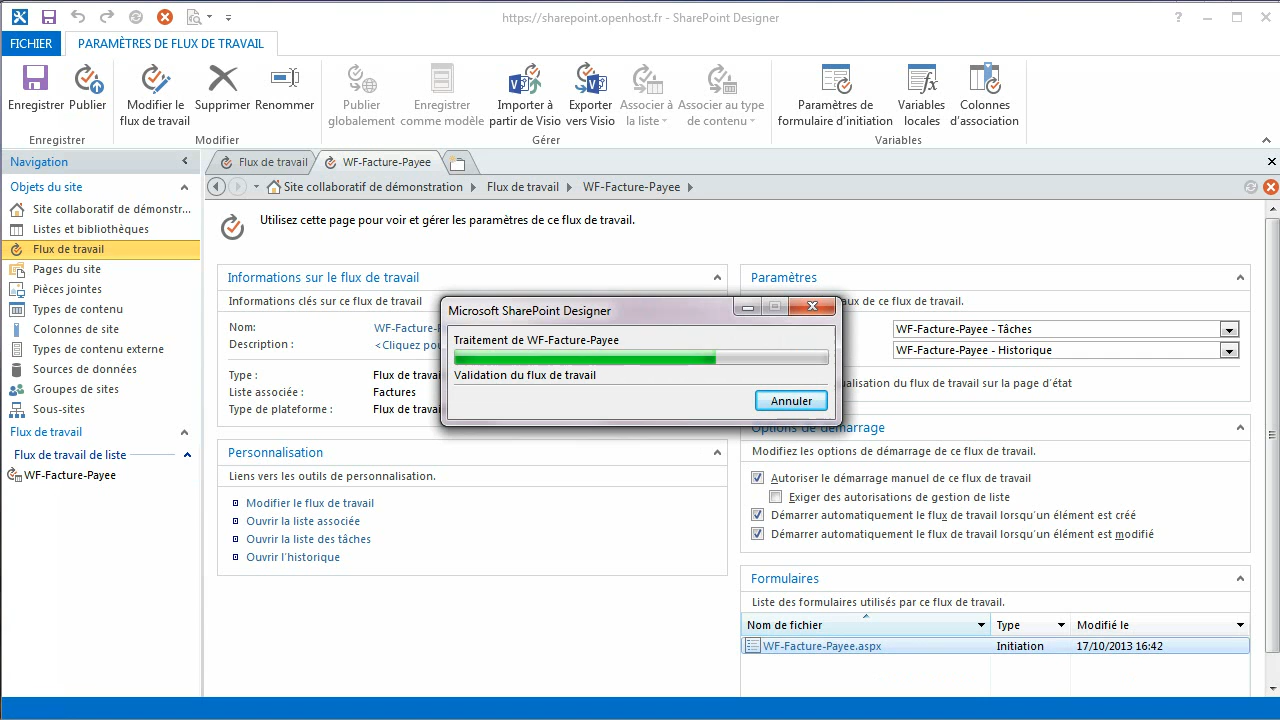 https://sharepoint.openhost.fr - SharePoint Designer
FICHIER
PARAMÈTRES DE FLUX DE TRAVAIL
Enregistrer
Publier
Modifier le flux de travail
Supprimer
Renommer
Publier globalement
Enregistrer comme modèle
Importer à partir de Visio
Exporter vers Visio
Associer à la liste
Associer au type de contenu
Paramètres de formulaire d'initiation
Variables locales
Colonnes d'association
Enregistrer
Modifier
Gérer
Variables
Navigation
Objets du site
Site collaboratif de démonstr...
Listes et bibliothèques
Flux de travail
Pages du site
Pièces jointes
Types de contenu
Colonnes de site
Types de contenu externe
Sources de données
Groupes de sites
Sous-sites
Flux de travail
Flux de travail de liste
WF-Facture-Payee
Flux de travail
WF-Facture-Payee
Site collaboratif de démonstration
Flux de travail
WF-Facture-Payee
Utilisez cette page pour voir et gérer les paramètres de ce flux de travail.
Informations sur le flux de travail
Informations clés sur ce flux de travail
Nom:
WF-Facture-
Description :
<Cliquez pou
Type :
Flux de trava
Liste associée :
Factures
Type de plateforme :
Flux de trava
Personnalisation
Liens vers les outils de personnalisation.
Modifier le flux de travail
Ouvrir la liste associée
Ouvrir la liste des tâches
Ouvrir l'historique
Microsoft SharePoint Designer
Traitement de WF-Facture-Payee
Validation du flux de travail
Annuler
Paramètres
aux de ce flux de travail.
WF-Facture-Payee - Tâches
WF-Facture-Payee - Historique
ualisation du flux de travail sur la page d'état
Options de démarrage
Modifiez les options de démarrage de ce flux de travail.
Autoriser le démarrage manuel de ce flux de travail
Exiger des autorisations de gestion de liste
Démarrer automatiquement le flux de travail lorsqu'un élément est créé
Démarrer automatiquement le flux de travail lorsqu'un élément est modifié
Formulaires
Liste des formulaires utilisés par ce flux de travail.
Nom de fichier
Type
Modifié le
WF-Facture-Payee.aspx
Initiation
17/10/2013 16:42